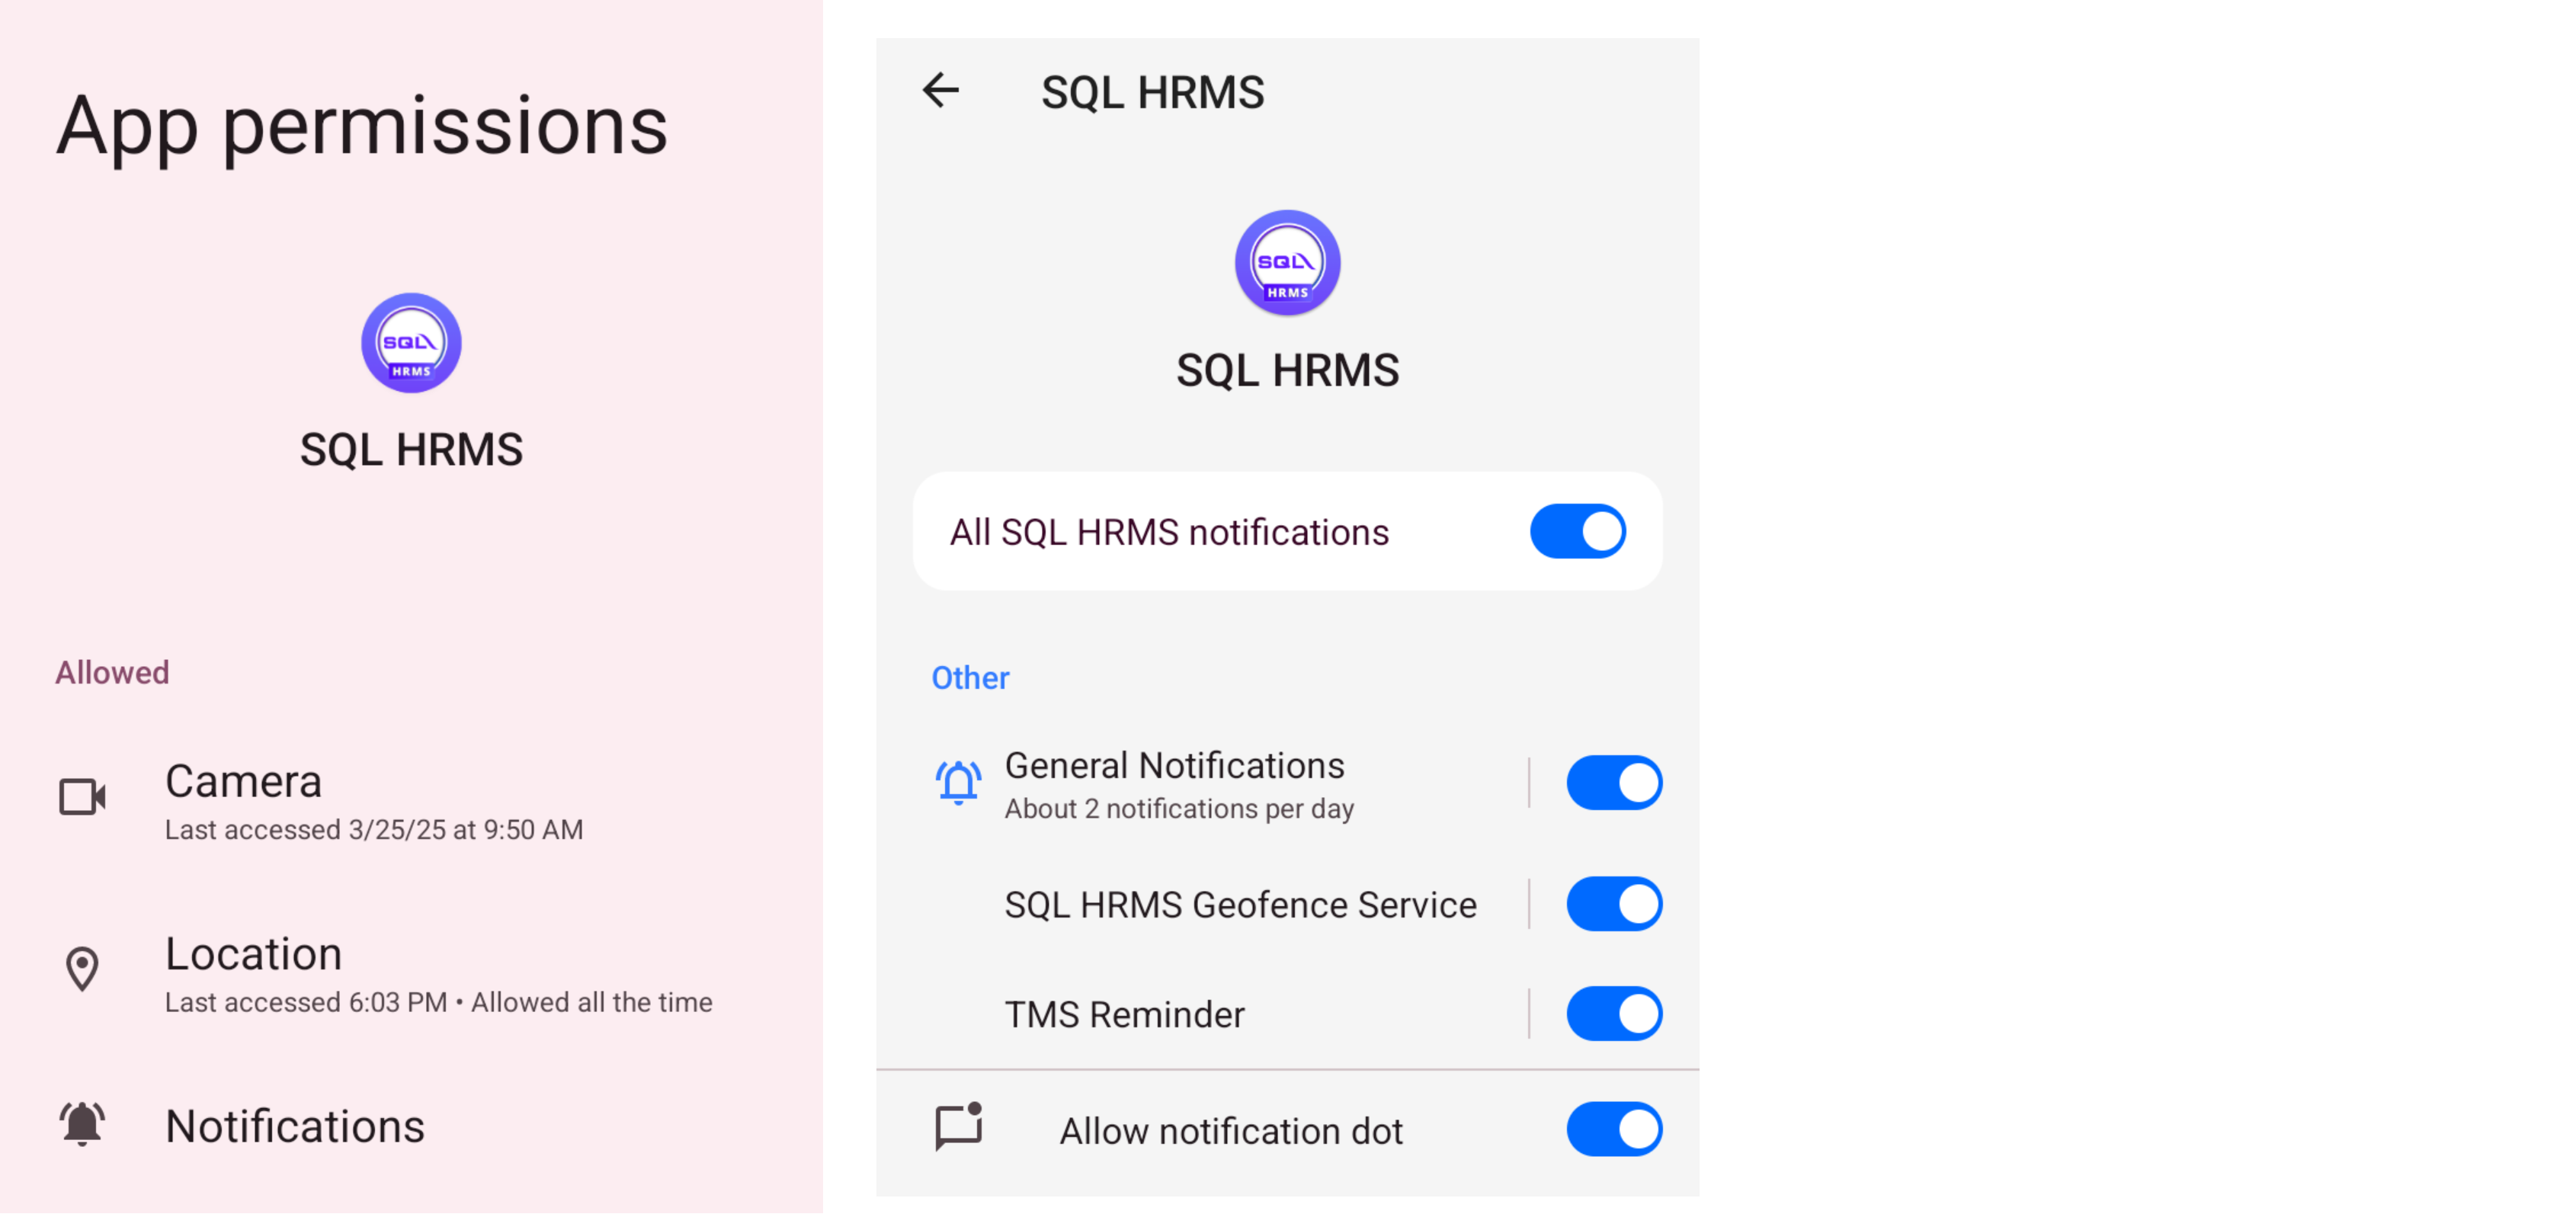 App permissions
SQL
HRMS
SQL HRMS
Allowed
Camera
Last accessed 3/25/25 at 9:50 AM
Location
Last accessed 6:03 PM • Allowed all the time
Notifications
SQL HRMS
SQL
HRMS
SQL HRMS
All SQL HRMS notifications
Other
General Notifications
About 2 notifications per day
SQL HRMS Geofence Service
TMS Reminder
Allow notification dot